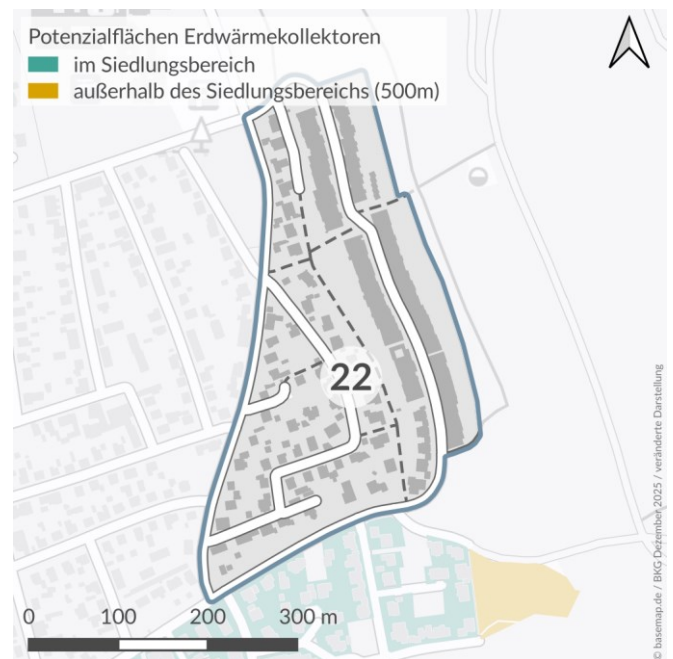 Potenzialflächen Erdwärmekollektoren
im Siedlungsbereich
außerhalb des Siedlungsbereichs (500m)
22
0 100 200 300 m
© basemap.de / BKG Dezember 2025 / veränderte Darstellung